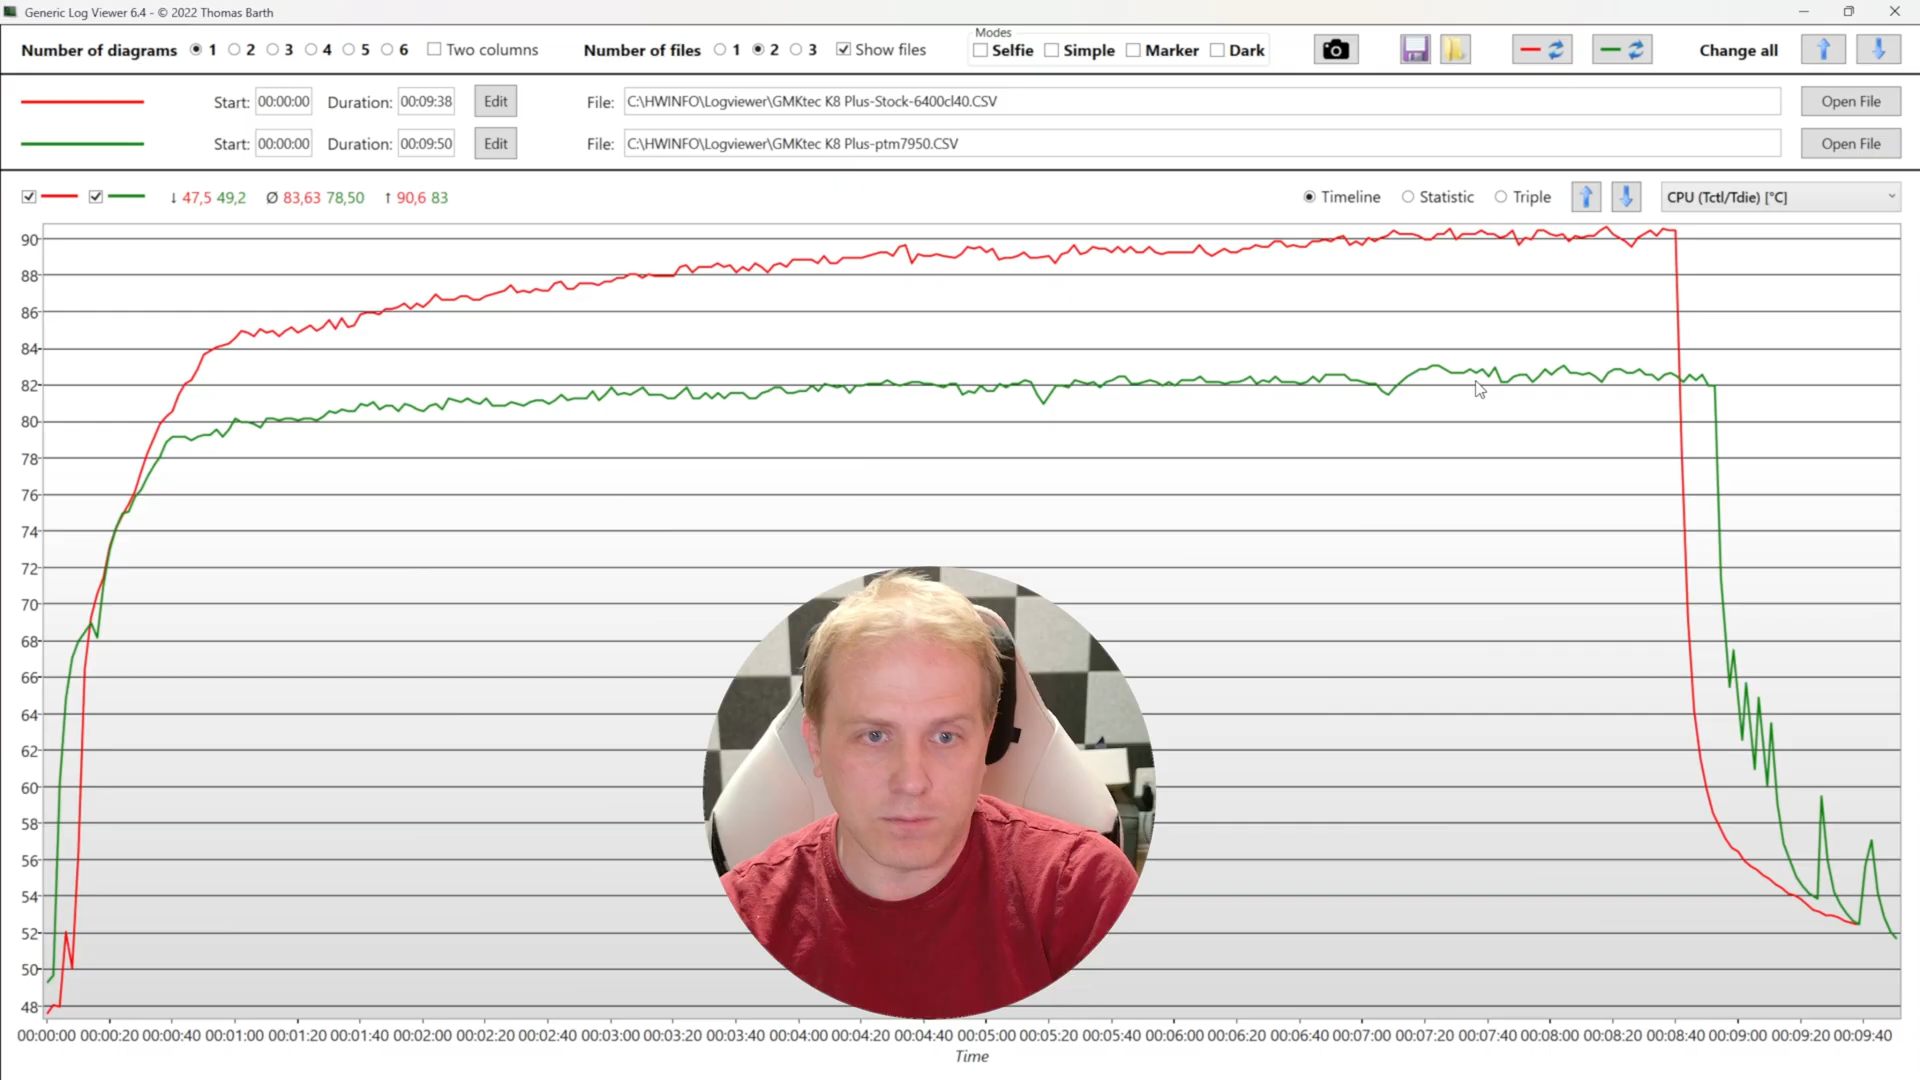 Generic Log Viewer 6.4 - © 2022 Thomas Barth
Modes
Number of diagrams 1 2 3 4 5 6 Two columns Number of files 1 2 3 Show files Selfie Simple Marker Dark Change all
Start: 00:00:00 Duration: 00:09:38 Edit File: C:\HWINFO\Logviewer\GMKtec K8 Plus-Stock-6400cl40.CSV Open File
Start: 00:00:00 Duration: 00:09:50 Edit File: C:\HWINFO\Logviewer\GMKtec K8 Plus-ptm7950.CSV Open File
↓ 47,5 49,2 Ø 83,63 78,50 ↑ 90,6 83 Timeline Statistic Triple CPU (Tctl/Tdie) [°C]
90
88
86
84
82
80
78
76
74
72
70
68
66
64
62
60
58
56
54
52
50
48
00:00:00 00:00:20 00:00:40 00:01:00 00:01:20 00:01:40 00:02:00 00:02:20 00:02:40 00:03:00 00:03:20 00:03:40 00:04:00 00:04:20 00:04:40 00:05:00 00:05:20 00:05:40 00:06:00 00:06:20 00:06:40 00:07:00 00:07:20 00:07:40 00:08:00 00:08:20 00:08:40 00:09:00 00:09:20 00:09:40
Time